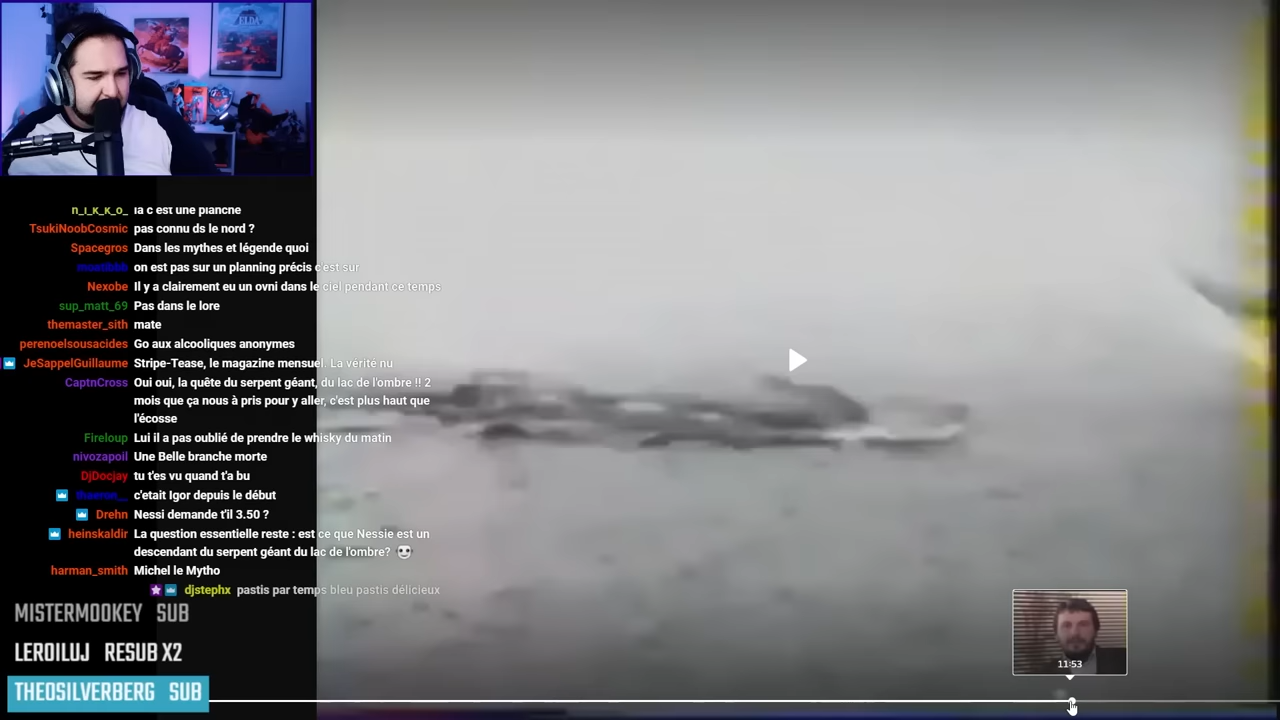 ZELDA
n_i_k_k_o_ la c est une planche
TsukiNoobCosmic pas connu ds le nord ?
Spacegros Dans les mythes et légende quoi
on est pas sur un planning précis c'est sur
Nexobe Il y a clairement eu un ovni dans le ciel pendant ce temps
sup_matt_69 Pas dans le lore
themaster_sith mate
perenoelsousacides Go aux alcooliques anonymes
JeSappelGuillaume Stripe-Tease, le magazine mensuel. La vérité nu
CaptnCross Oui oui, la quête du serpent géant, du lac de l'ombre !! 2
mois que ça nous à pris pour y aller, c'est plus haut que
l'écosse
Fireloup Lui il a pas oublié de prendre le whisky du matin
nivozapoil Une Belle branche morte
DjDocjay tu t'es vu quand t'a bu
c'etait Igor depuis le début
Drehn Nessi demande t'il 3.50 ?
heinskaldir La question essentielle reste : est ce que Nessie est un
descendant du serpent géant du lac de l'ombre?
harman_smith Michel le Mytho
djstephx pastis par temps bleu pastis délicieux
MISTERMOOKEY SUB
LEROILUJ RESUB X2
THEOSILVERBERG SUB
11:53